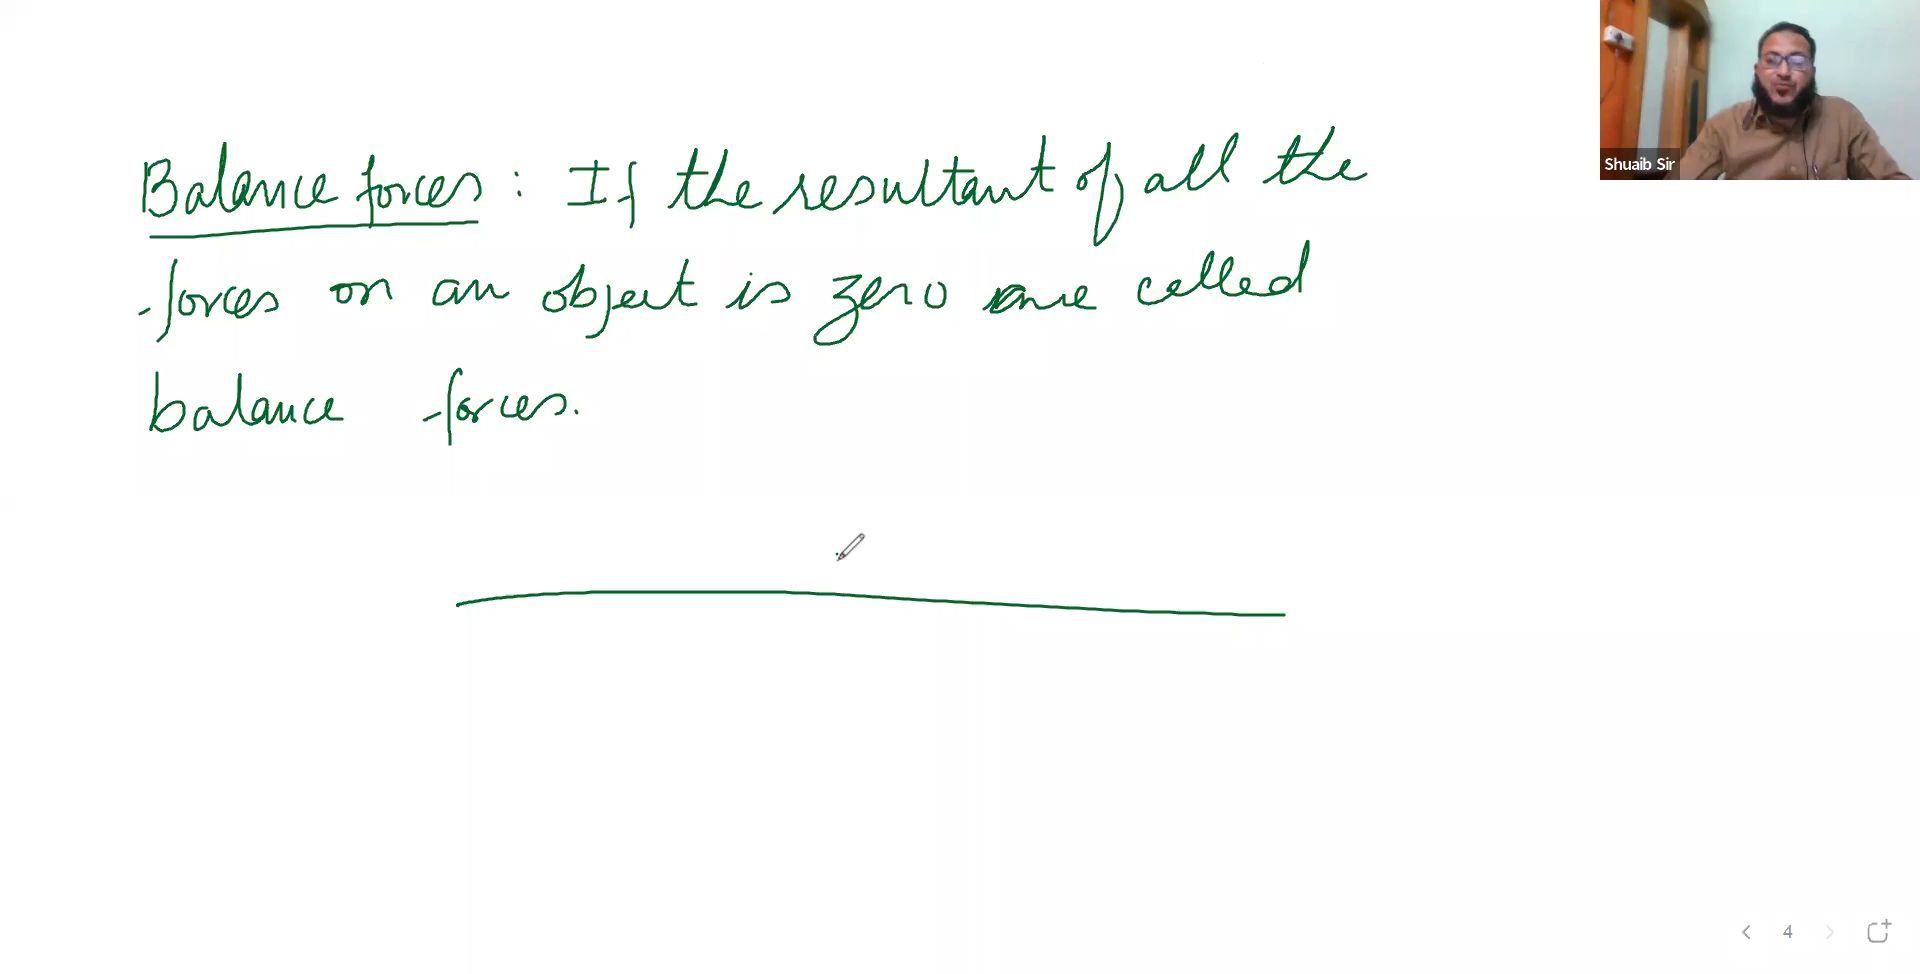 Balance forces : If the resultant of all the
forces on an object is zero are called
balance forces.
Shuaib Sir
4